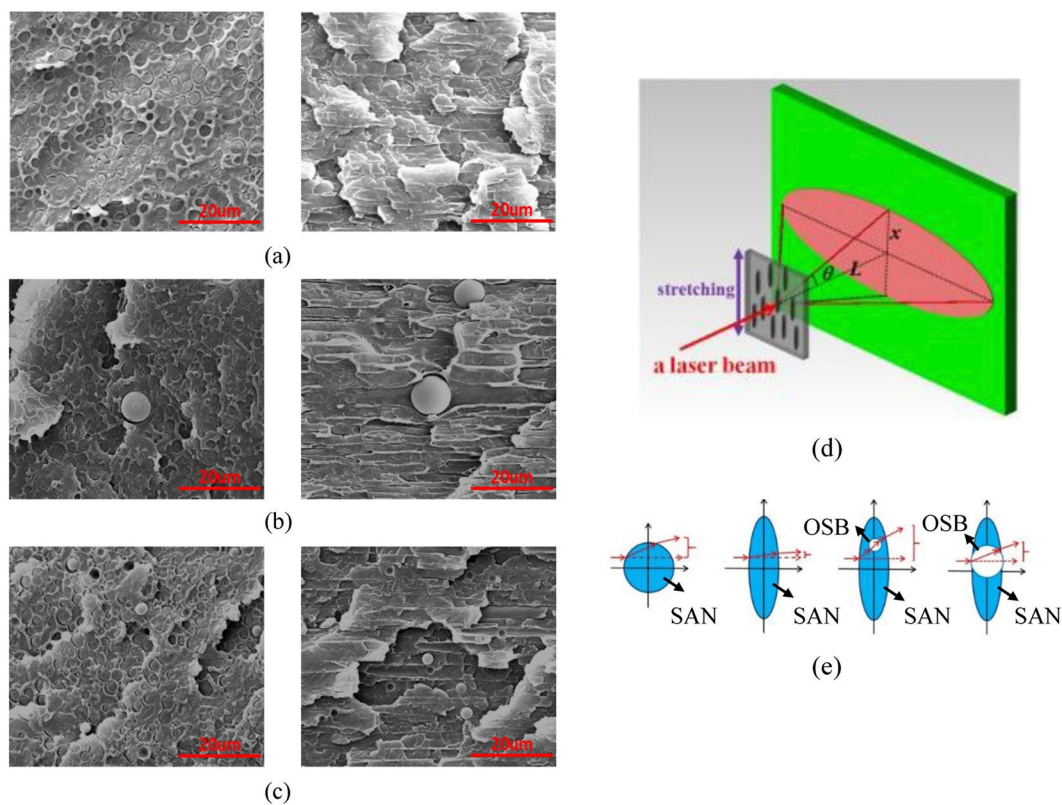 20um
20um
(a)
20um
20um
(b)
20um
20um
(c)
x
θ
L
stretching
a laser beam
(d)
OSB
OSB
SAN
SAN
SAN
SAN
(e)